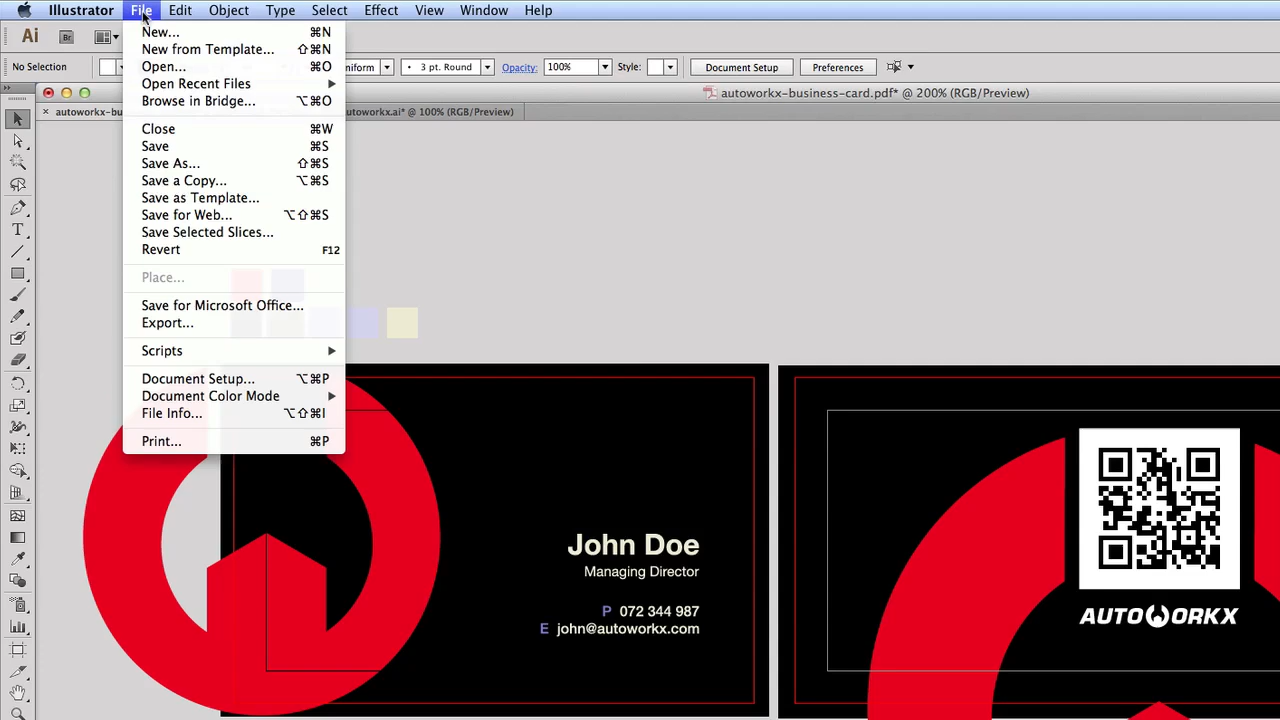 Illustrator File Edit Object Type Select Effect View Window Help
Ai Br
No Selection niform 3 pt. Round Opacity: 100% Style: Document Setup Preferences
autoworkx-business-card.pdf* @ 200% (RGB/Preview)
× autoworkx-bu utoworkx.ai* @ 100% (RGB/Preview)
New... ⌘N
New from Template... ⇧⌘N
Open... ⌘O
Open Recent Files
Browse in Bridge... ⌥⌘O
Close ⌘W
Save ⌘S
Save As... ⇧⌘S
Save a Copy... ⌥⌘S
Save as Template...
Save for Web... ⌥⇧⌘S
Save Selected Slices...
Revert F12
Place...
Save for Microsoft Office...
Export...
Scripts
Document Setup... ⌥⌘P
Document Color Mode
File Info... ⌥⇧⌘I
Print... ⌘P
John Doe
Managing Director
P 072 344 987
E john@autoworkx.com
AUTOWORKX